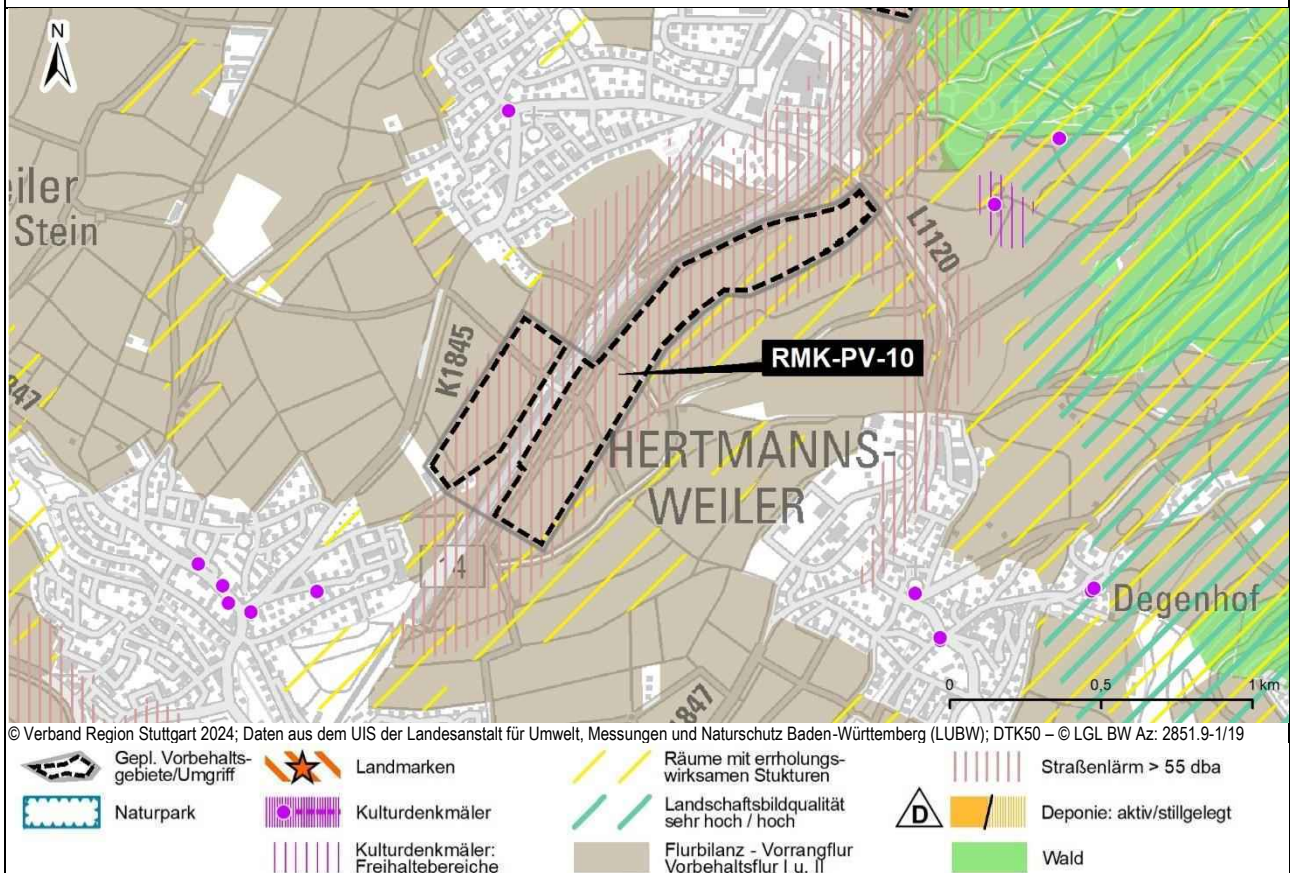 N
eiler
Stein
K1845
L1120
RMK-PV-10
HERTMANNS-
WEILER
847
14
847
Degenhof
0 0,5 1 km
© Verband Region Stuttgart 2024; Daten aus dem UIS der Landesanstalt für Umwelt, Messungen und Naturschutz Baden-Württemberg (LUBW); DTK50 – © LGL BW Az: 2851.9-1/19
Gepl. Vorbehalts-
gebiete/Umgriff
Landmarken
Räume mit errholungs-
wirksamen Stukturen
Straßenlärm > 55 dba
Naturpark
Kulturdenkmäler
Landschaftsbildqualität
sehr hoch / hoch
D
Deponie: aktiv/stillgelegt
Kulturdenkmäler:
Freihaltebereiche
Flurbilanz - Vorrangflur
Vorbehaltsflur I u. II
Wald